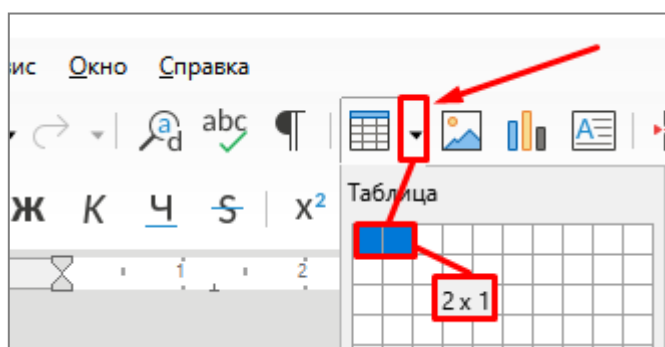 ис Окно Справка
a d abc ¶ A
Ж К Ч S x²
Таблица
1 2
2 x 1